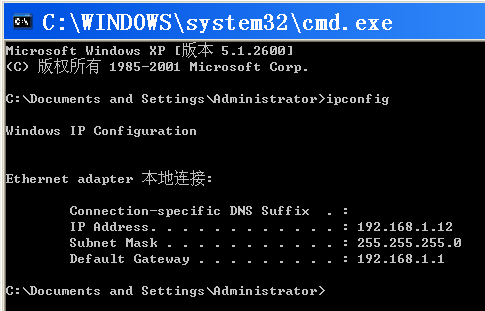 C:\WINDOWS\system32\cmd.exe
Microsoft Windows XP [版本 5.1.2600]
(C) 版权所有 1985-2001 Microsoft Corp.
C:\Documents and Settings\Administrator>ipconfig
Windows IP Configuration
Ethernet adapter 本地连接:
Connection-specific DNS Suffix  . :
IP Address. . . . . . . . . . . . : 192.168.1.12
Subnet Mask . . . . . . . . . . . : 255.255.255.0
Default Gateway . . . . . . . . . : 192.168.1.1
C:\Documents and Settings\Administrator>